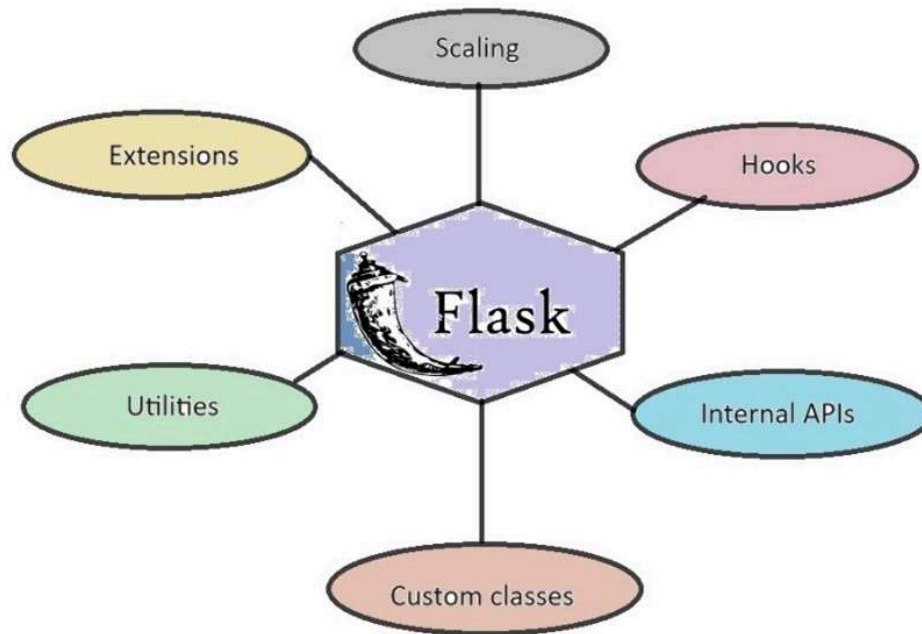 Scaling
Extensions
Hooks
Flask
Utilities
Internal APIs
Custom classes